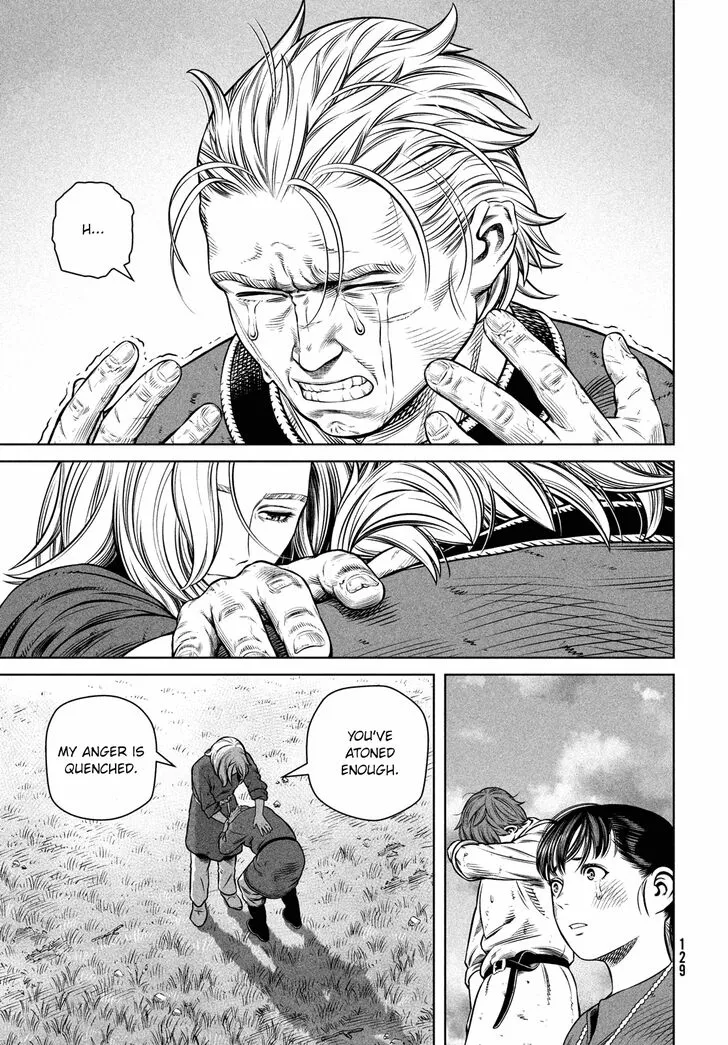 H...
YOU'VE
ATONED
ENOUGH.
MY ANGER IS
QUENCHED.
129